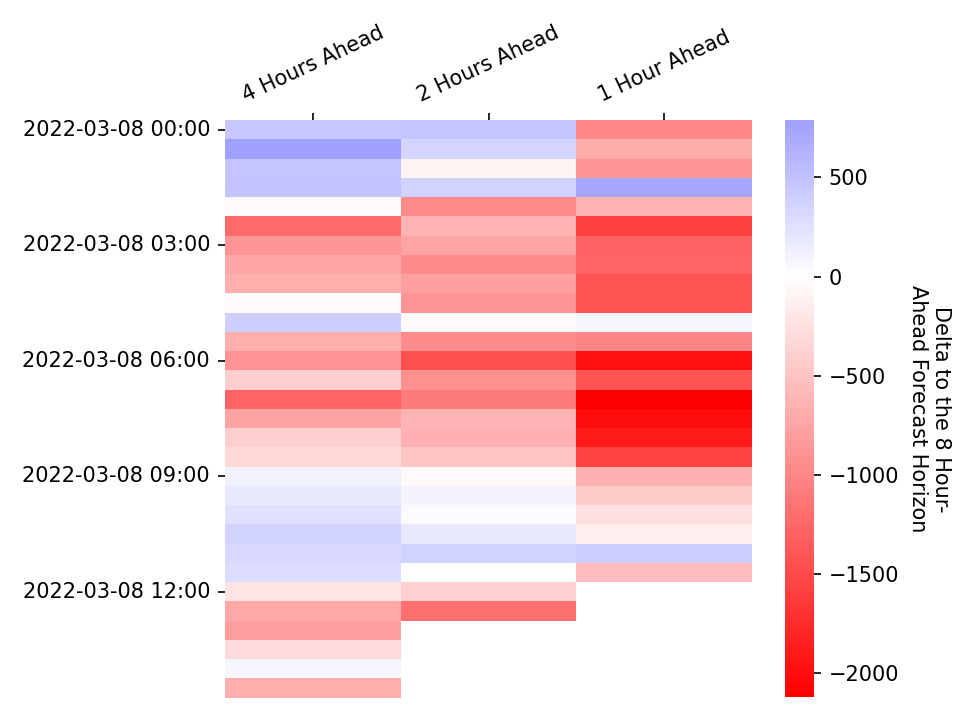 4 Hours Ahead
2 Hours Ahead
1 Hour Ahead
2022-03-08 00:00
2022-03-08 03:00
2022-03-08 06:00
2022-03-08 09:00
2022-03-08 12:00
500
0
−500
−1000
−1500
−2000
Delta to the 8 Hour-
Ahead Forecast Horizon